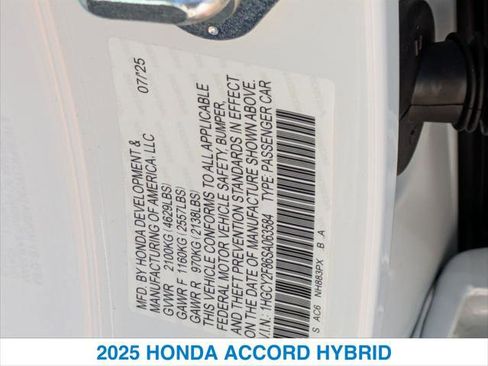 MFD. BY HONDA DEVELOPMENT & 07/25
MANUFACTURING OF AMERICA, LLC
GVWR 2100KG(4629LBS)
GAWR F 1160KG(2557LBS)
GAWR R 970KG(2138LBS)
THIS VEHICLE CONFORMS TO ALL APPLICABLE
FEDERAL MOTOR VEHICLE SAFETY, BUMPER,
AND THEFT PREVENTION STANDARDS IN EFFECT
ON THE DATE OF MANUFACTURE SHOWN ABOVE.
V.I.N.: 1HGCY2F86SA063584 TYPE: PASSENGER CAR
S AC6 NH883PX B A
2025 HONDA ACCORD HYBRID